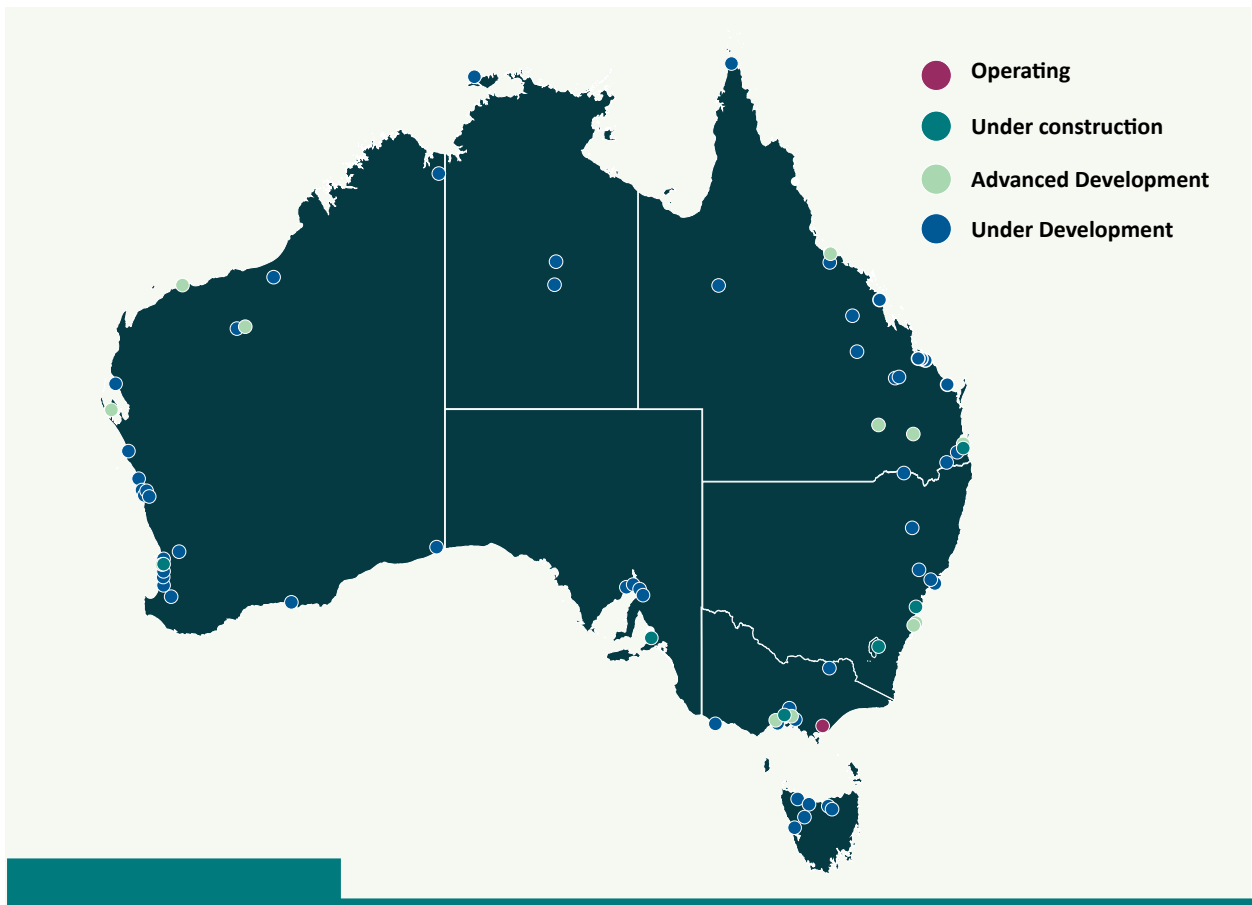 Operating
Under construction
Advanced Development
Under Development